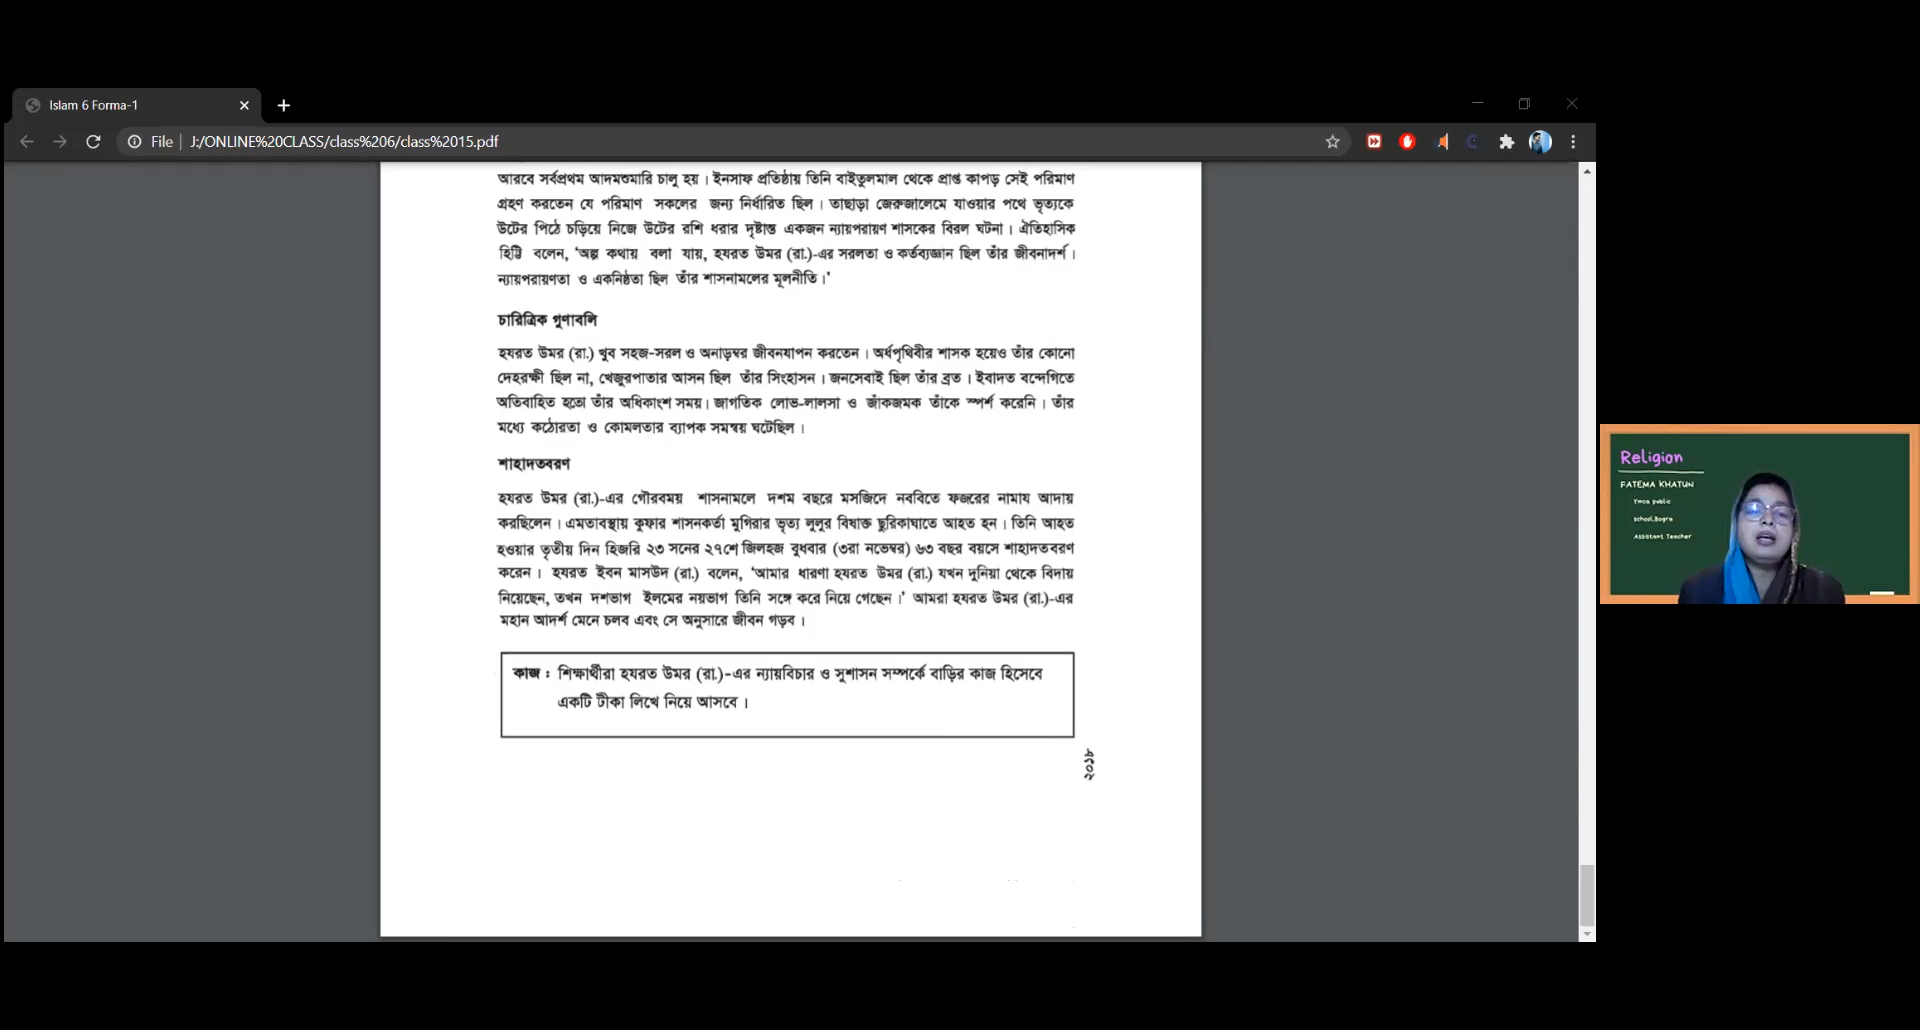 Islam 6 Forma-1
File | J:/ONLINE%20CLASS/class%206/class%2015.pdf
আরবে সর্বপ্রথম আদমশুমারি চালু হয়। ইনসাফ প্রতিষ্ঠায় তিনি বাইতুলমাল থেকে প্রাপ্ত কাপড় সেই পরিমাণ
গ্রহণ করতেন যে পরিমাণ সকলের জন্য নির্ধারিত ছিল। তাছাড়া জেরুজালেমে যাওয়ার পথে ভৃত্যকে
উটের পিঠে চড়িয়ে নিজে উটের রশি ধরার দৃষ্টান্ত একজন ন্যায়পরায়ণ শাসকের বিরল ঘটনা। ঐতিহাসিক
হিট্টি বলেন, ‘অল্প কথায় বলা যায়, হযরত উমর (রা.)-এর সরলতা ও কর্তব্যজ্ঞান ছিল তাঁর জীবনাদর্শ।
ন্যায়পরায়ণতা ও একনিষ্ঠতা ছিল তাঁর শাসনামলের মূলনীতি।’
চারিত্রিক গুণাবলি
হযরত উমর (রা.) খুব সহজ-সরল ও অনাড়ম্বর জীবনযাপন করতেন। অর্ধপৃথিবীর শাসক হয়েও তাঁর কোনো
দেহরক্ষী ছিল না, খেজুরপাতার আসন ছিল তাঁর সিংহাসন। জনসেবাই ছিল তাঁর ব্রত। ইবাদত বন্দেগিতে
অতিবাহিত হতো তাঁর অধিকাংশ সময়। জাগতিক লোভ-লালসা ও জাঁকজমক তাঁকে স্পর্শ করেনি। তাঁর
মধ্যে কঠোরতা ও কোমলতার ব্যাপক সমন্বয় ঘটেছিল।
শাহাদতবরণ
হযরত উমর (রা.)-এর গৌরবময় শাসনামলে দশম বছরে মসজিদে নববিতে ফজরের নামায আদায়
করছিলেন। এমতাবস্থায় কুফার শাসনকর্তা মুগিরার ভৃত্য লুলুর বিষাক্ত ছুরিকাঘাতে আহত হন। তিনি আহত
হওয়ার তৃতীয় দিন হিজরি ২৩ সনের ২৭শে জিলহজ বুধবার (৩রা নভেম্বর) ৬৩ বছর বয়সে শাহাদতবরণ
করেন। হযরত ইবন মাসউদ (রা.) বলেন, ‘আমার ধারণা হযরত উমর (রা.) যখন দুনিয়া থেকে বিদায়
নিয়েছেন, তখন দশভাগ ইলমের নয়ভাগ তিনি সঙ্গে করে নিয়ে গেছেন।’ আমরা হযরত উমর (রা.)-এর
মহান আদর্শ মেনে চলব এবং সে অনুসারে জীবন গড়ব।
কাজ : শিক্ষার্থীরা হযরত উমর (রা.)-এর ন্যায়বিচার ও সুশাসন সম্পর্কে বাড়ির কাজ হিসেবে
একটি টীকা লিখে নিয়ে আসবে।
২০১৮
Religion
FATEMA KHATUN
Ymca public
school,Bogra
Assistant Teacher